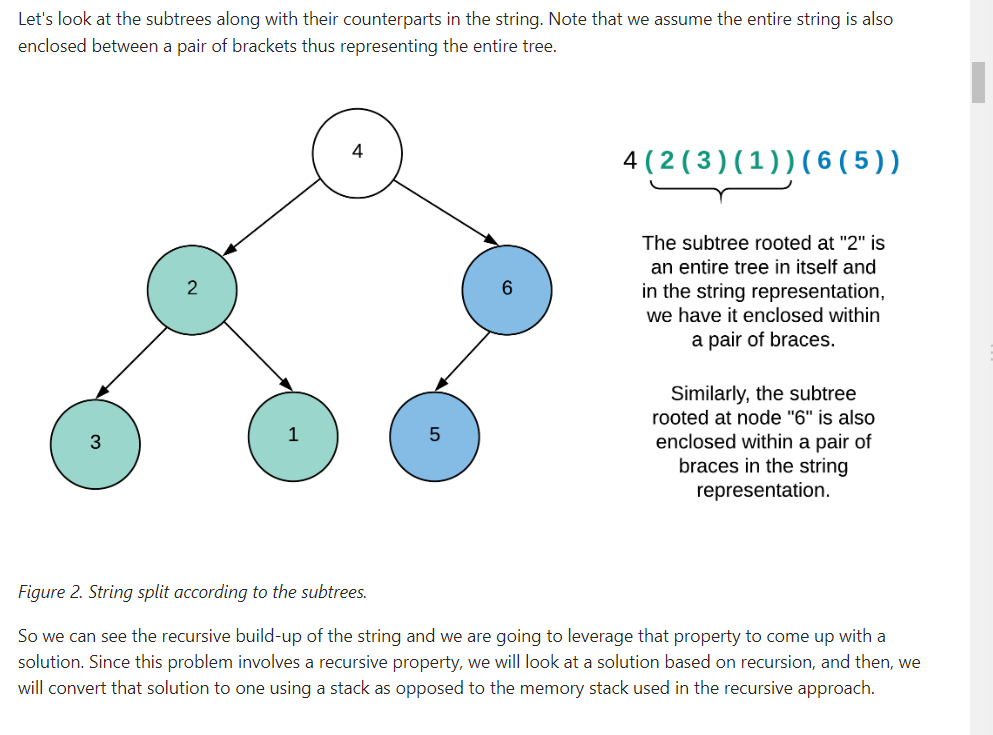 Let's look at the subtrees along with their counterparts in the string. Note that we assume the entire string is also
enclosed between a pair of brackets thus representing the entire tree.
4
4(2(3)(1))(6(5))
The subtree rooted at "2" is
an entire tree in itself and
in the string representation,
we have it enclosed within
a pair of braces.
2
6
Similarly, the subtree
rooted at node "6" is also
enclosed within a pair of
braces in the string
representation.
3
1
5
Figure 2. String split according to the subtrees.
So we can see the recursive build-up of the string and we are going to leverage that property to come up with a
solution. Since this problem involves a recursive property, we will look at a solution based on recursion, and then, we
will convert that solution to one using a stack as opposed to the memory stack used in the recursive approach.